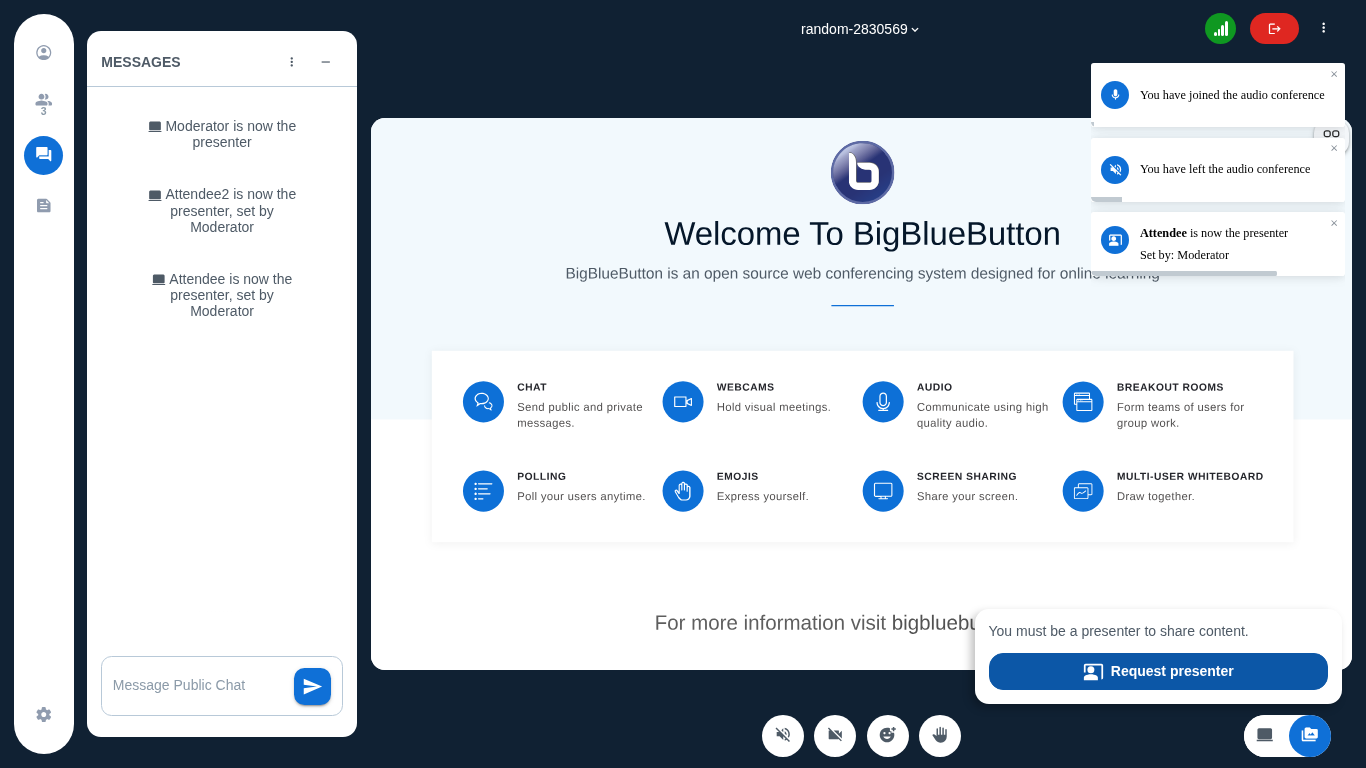 random-2830569
3
MESSAGES
Moderator is now the
presenter
Attendee2 is now the
presenter, set by
Moderator
Attendee is now the
presenter, set by
Moderator
Message Public Chat
You have joined the audio conference
You have left the audio conference
Attendee is now the presenter
Set by: Moderator
Welcome To BigBlueButton
BigBlueButton is an open source web conferencing system designed for online learning
CHAT
Send public and private
messages.
WEBCAMS
Hold visual meetings.
AUDIO
Communicate using high
quality audio.
BREAKOUT ROOMS
Form teams of users for
group work.
POLLING
Poll your users anytime.
EMOJIS
Express yourself.
SCREEN SHARING
Share your screen.
MULTI-USER WHITEBOARD
Draw together.
For more information visit
You must be a presenter to share content.
Request presenter